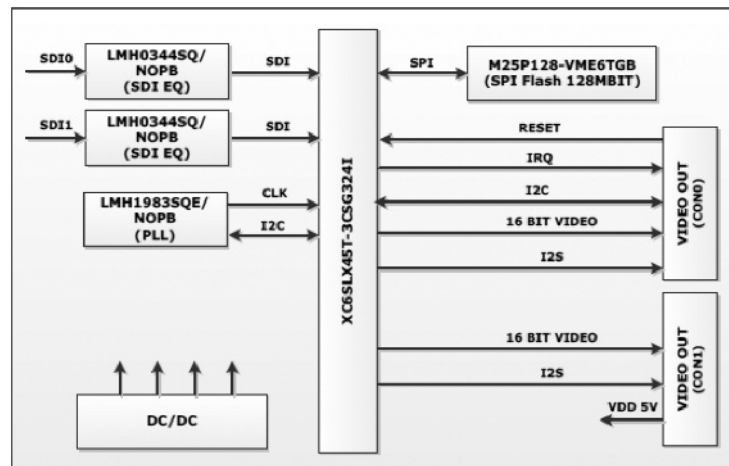 SDI0
LMH0344SQ/
NOPB
(SDI EQ)
SDI
SDI1
LMH0344SQ/
NOPB
(SDI EQ)
SDI
LMH1983SQE/
NOPB
(PLL)
CLK
I2C
DC/DC
XC6SLX45T-3CSG324I
SPI
M25P128-VME6TGB
(SPI Flash 128MBIT)
RESET
IRQ
I2C
16 BIT VIDEO
I2S
VIDEO OUT
(CON0)
16 BIT VIDEO
I2S
VDD 5V
VIDEO OUT
(CON1)